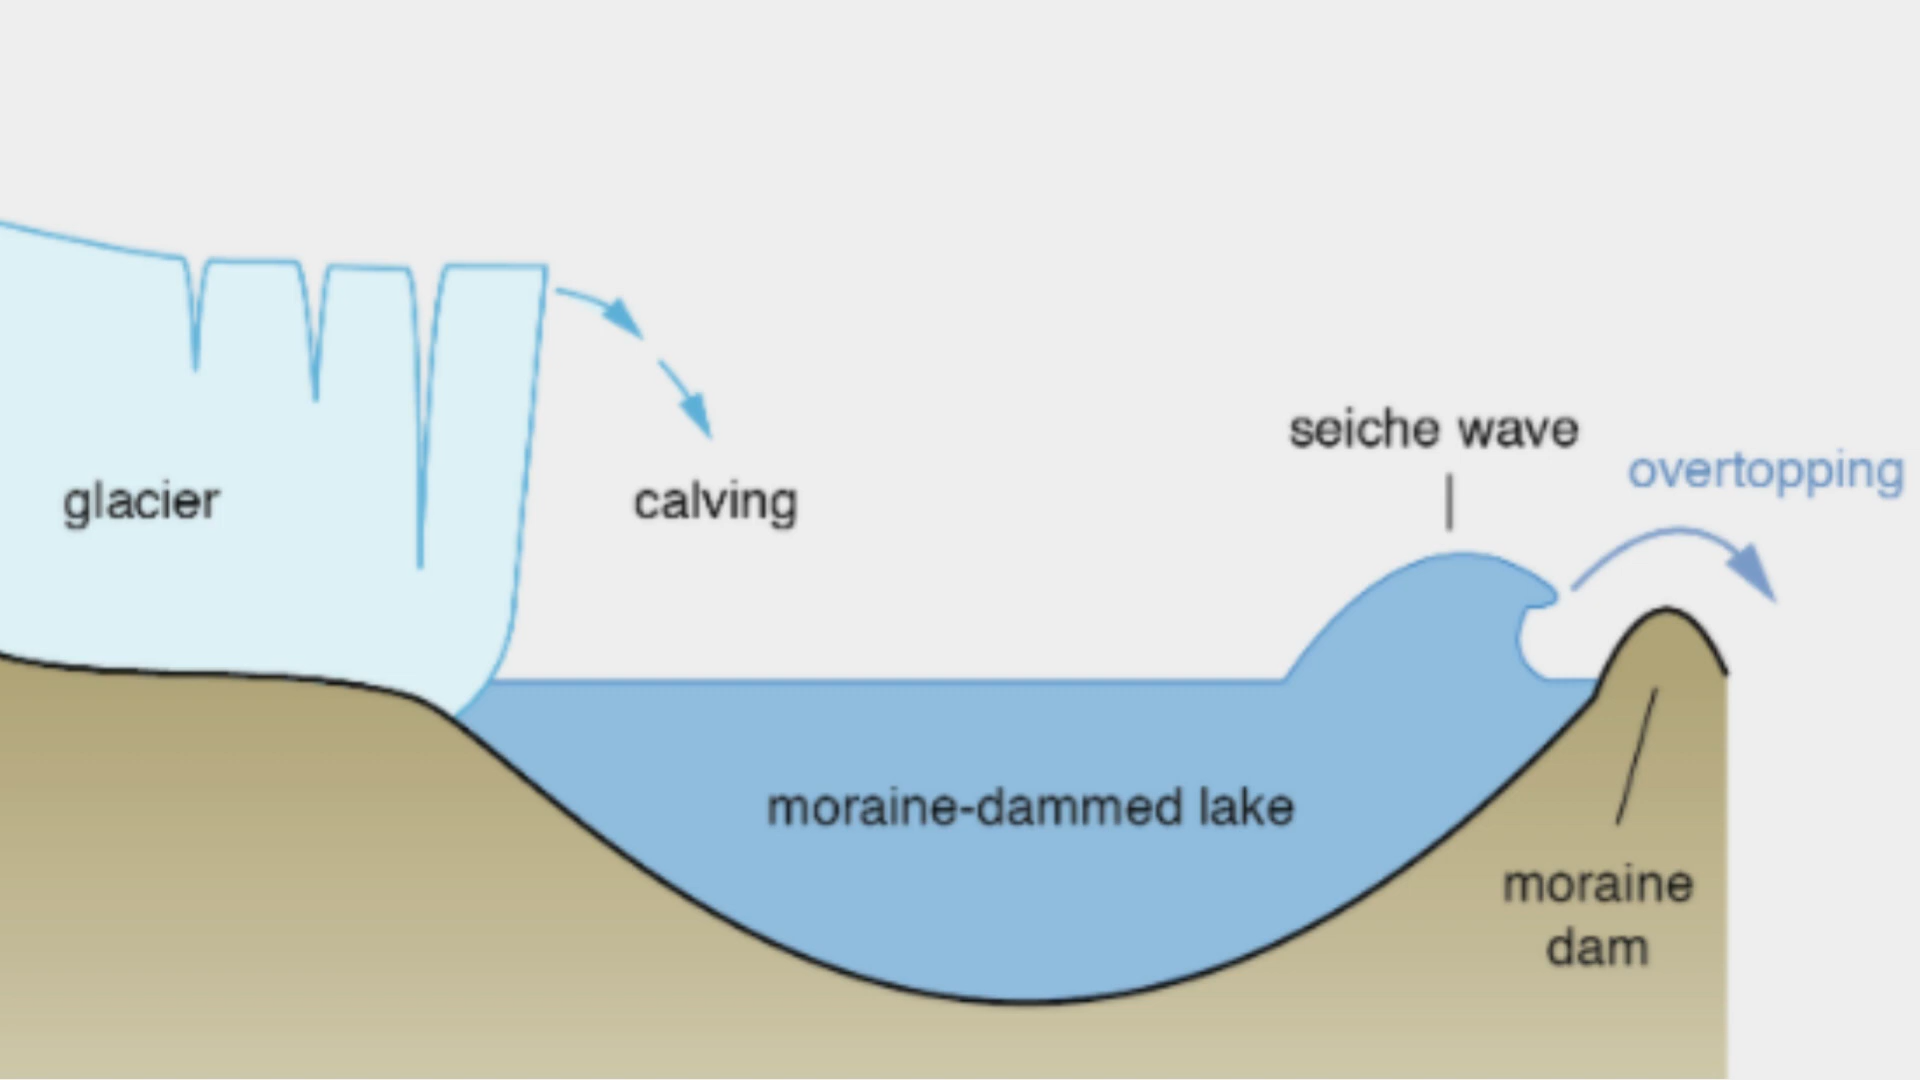 seiche wave
overtopping
glacier
calving
moraine-dammed lake
moraine
dam